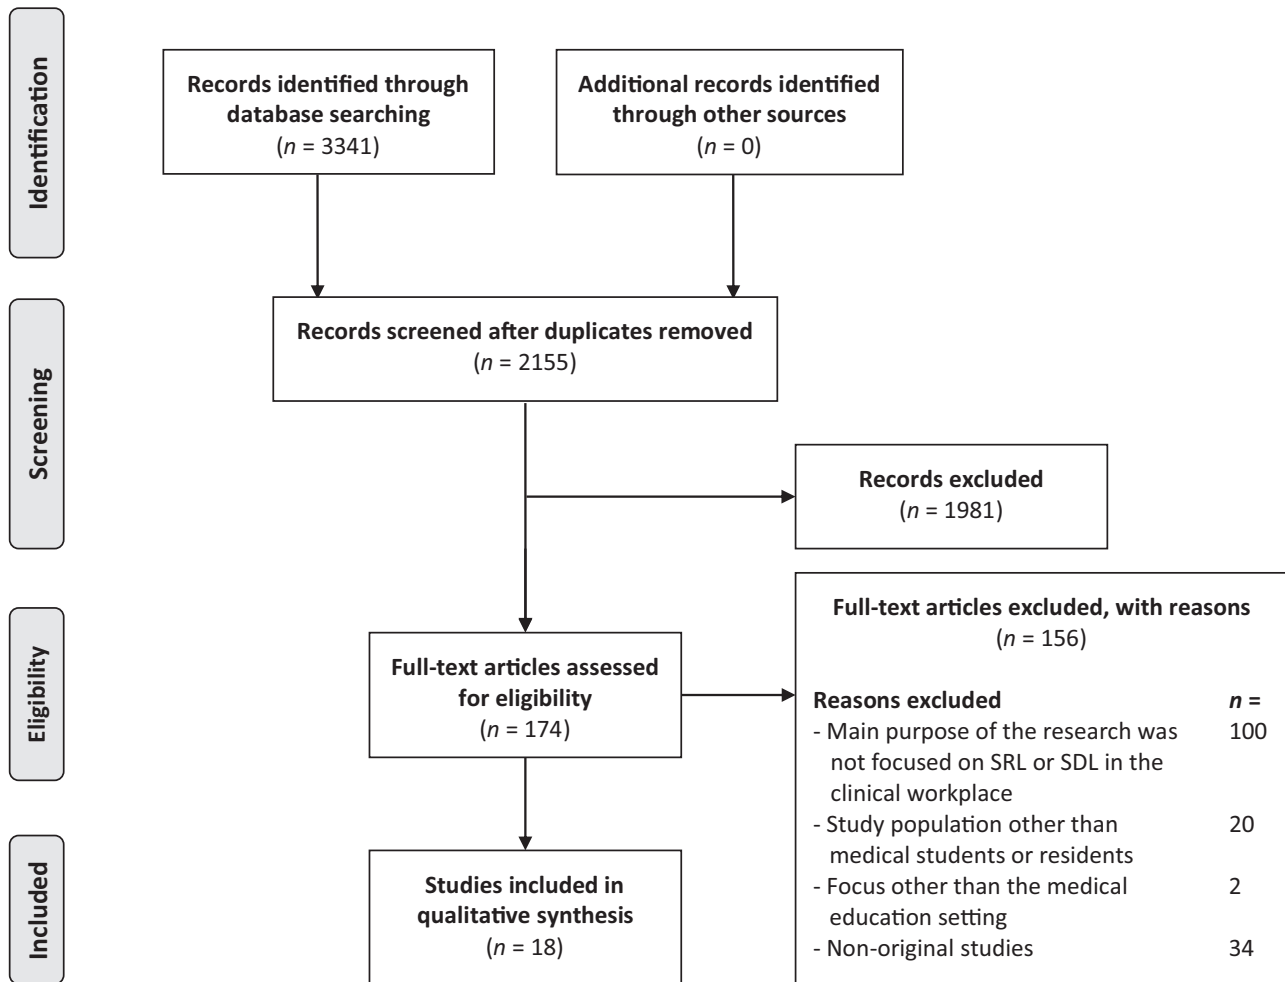 Identification
Records identified through
database searching
(n = 3341)
Additional records identified
through other sources
(n = 0)
Screening
Records screened after duplicates removed
(n = 2155)
Records excluded
(n = 1981)
Eligibility
Full-text articles assessed
for eligibility
(n = 174)
Full-text articles excluded, with reasons
(n = 156)
Reasons excluded n =
- Main purpose of the research was 100
not focused on SRL or SDL in the
clinical workplace
- Study population other than 20
medical students or residents
- Focus other than the medical 2
education setting
- Non-original studies 34
Included
Studies included in
qualitative synthesis
(n = 18)